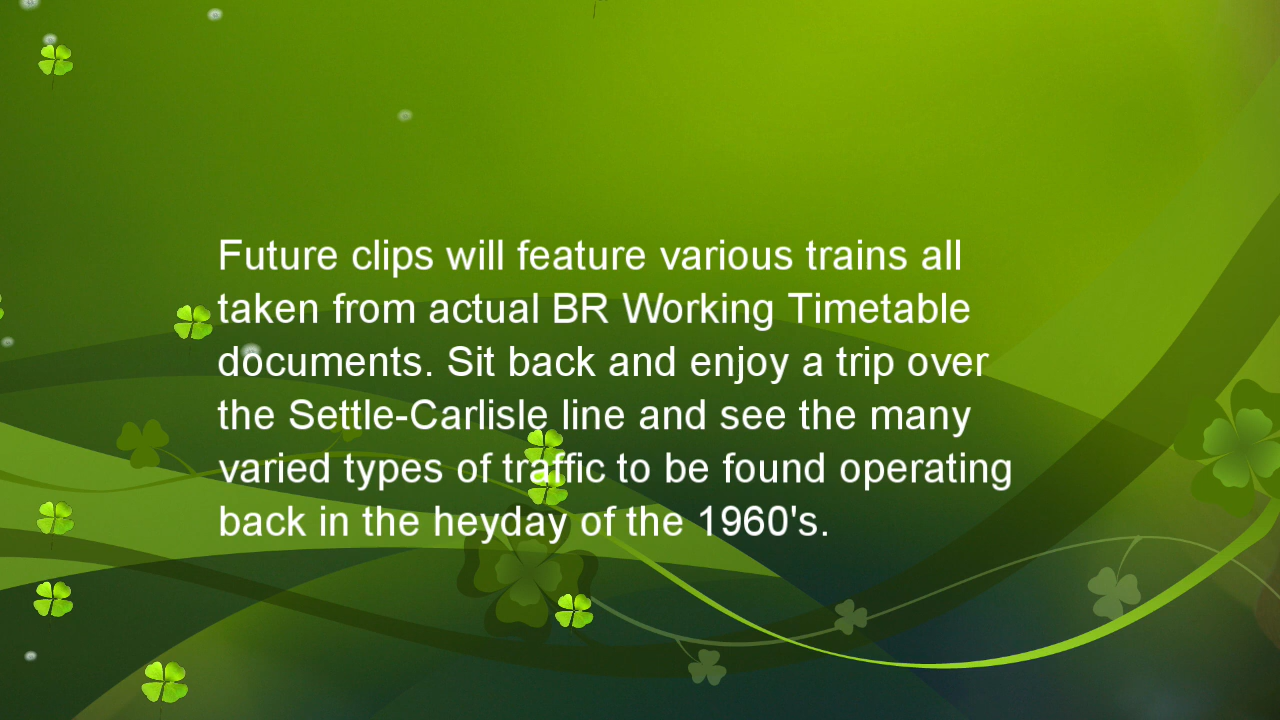 Future clips will feature various trains all
taken from actual BR Working Timetable
documents. Sit back and enjoy a trip over
the Settle-Carlisle line and see the many
varied types of traffic to be found operating
back in the heyday of the 1960's.